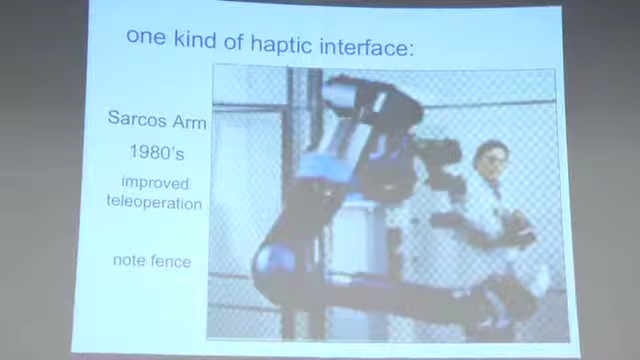 one kind of haptic interface:
Sarcos Arm
1980's
improved
teleoperation
note fence